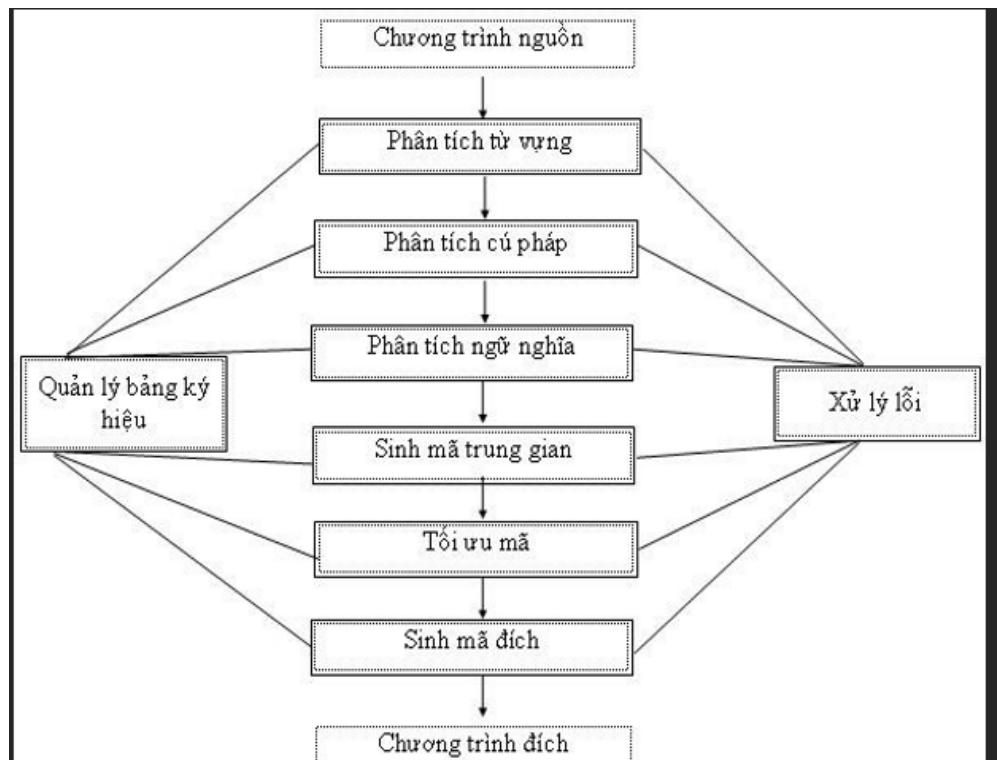 Chương trình nguồn
Phân tích từ vựng
Phân tích cú pháp
Phân tích ngữ nghĩa
Quản lý bảng ký
hiệu
Xử lý lỗi
Sinh mã trung gian
Tối ưu mã
Sinh mã đích
Chương trình đích